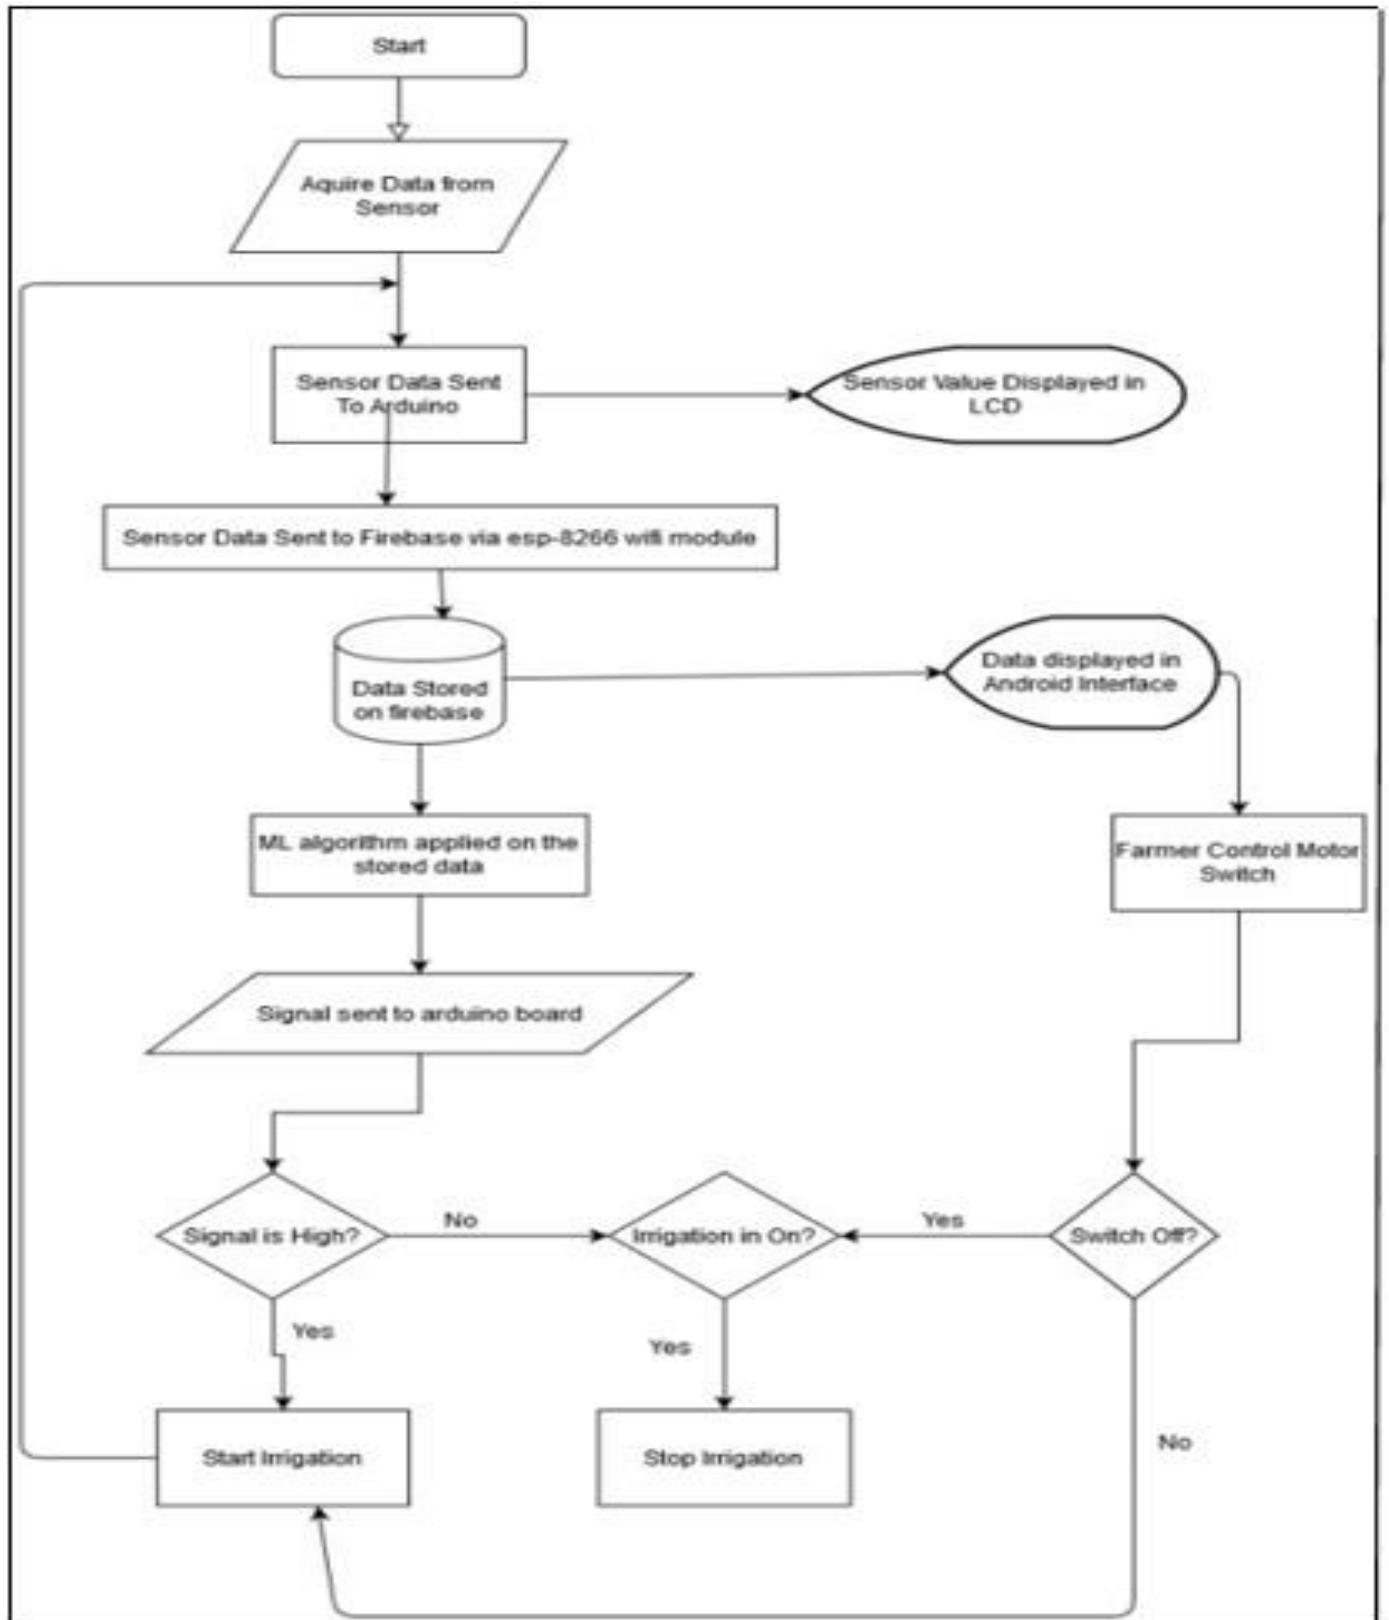 Start
Aquire Data from
Sensor
Sensor Data Sent
To Arduino
Sensor Value Displayed in
LCD
Sensor Data Sent to Firebase via esp-8266 wifi module
Data Stored
on firebase
Data displayed in
Android Interface
ML algorithm applied on the
stored data
Farmer Control Motor
Switch
Signal sent to arduino board
Signal is High?
No
Irrigation in On?
Yes
Switch Off?
Yes
Yes
No
Start Irrigation
Stop Irrigation